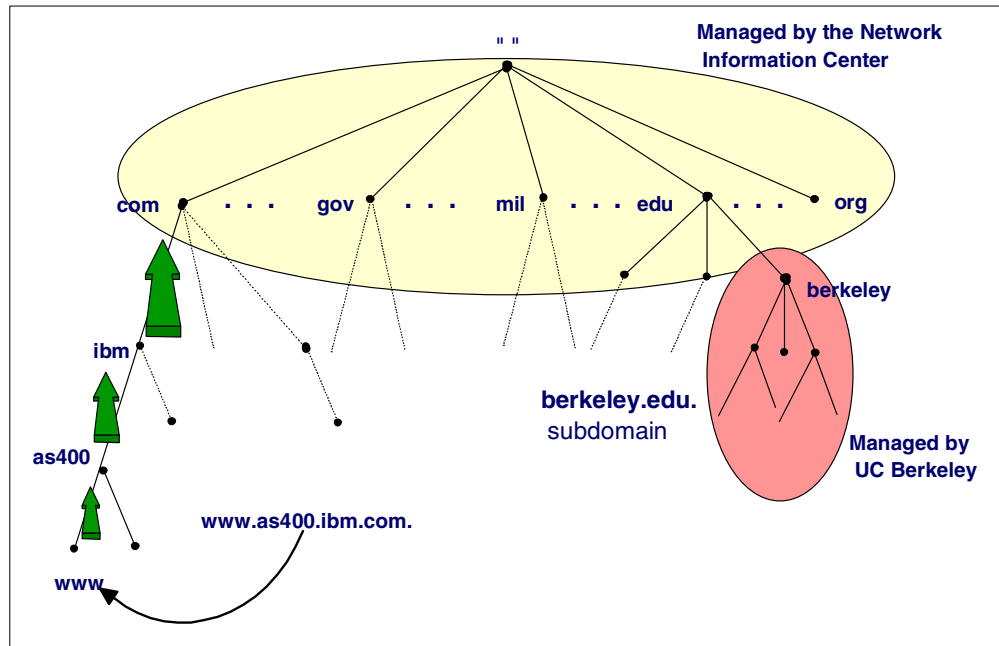 " "
Managed by the Network
Information Center
com . . . gov . . . mil . . . edu . . . org
berkeley
ibm
berkeley.edu.
subdomain
as400
Managed by
UC Berkeley
www.as400.ibm.com.
www